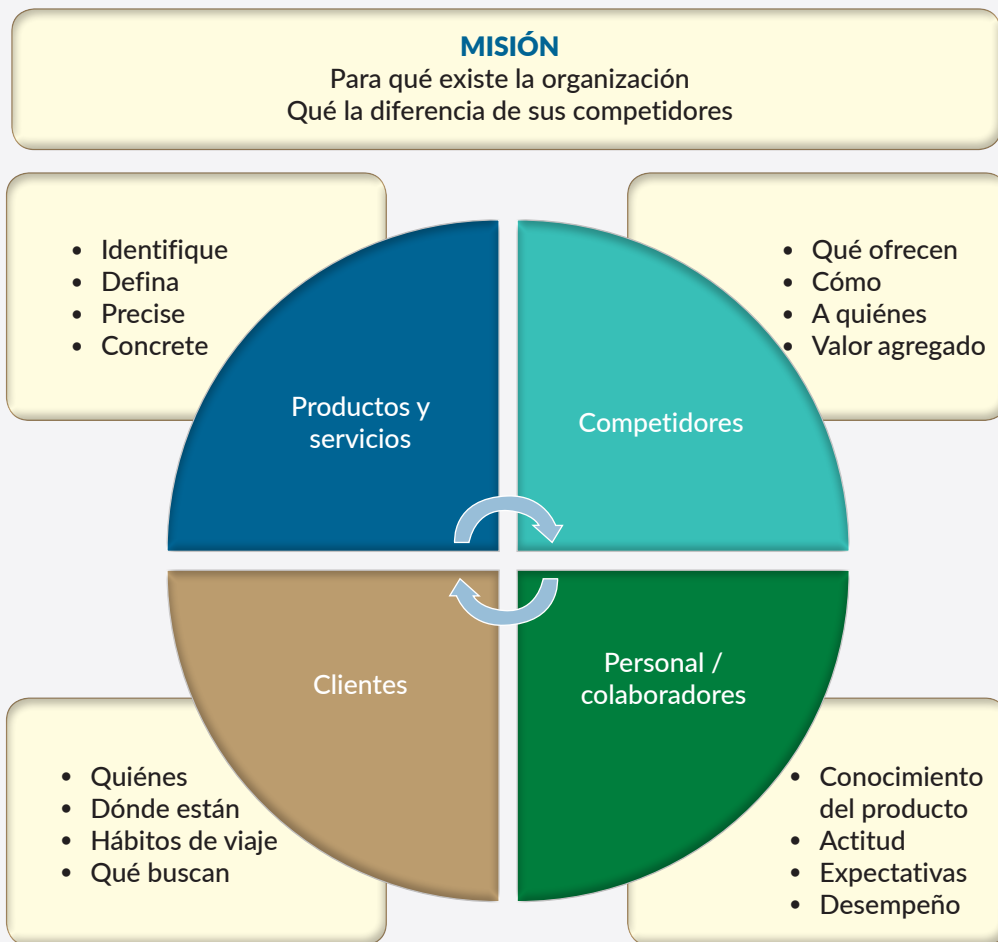 MISIÓN
Para qué existe la organización
Qué la diferencia de sus competidores
• Identifique
• Defina
• Precise
• Concrete
• Qué ofrecen
• Cómo
• A quiénes
• Valor agregado
Productos y
servicios
Competidores
Clientes
Personal /
colaboradores
• Quiénes
• Dónde están
• Hábitos de viaje
• Qué buscan
• Conocimiento
del producto
• Actitud
• Expectativas
• Desempeño